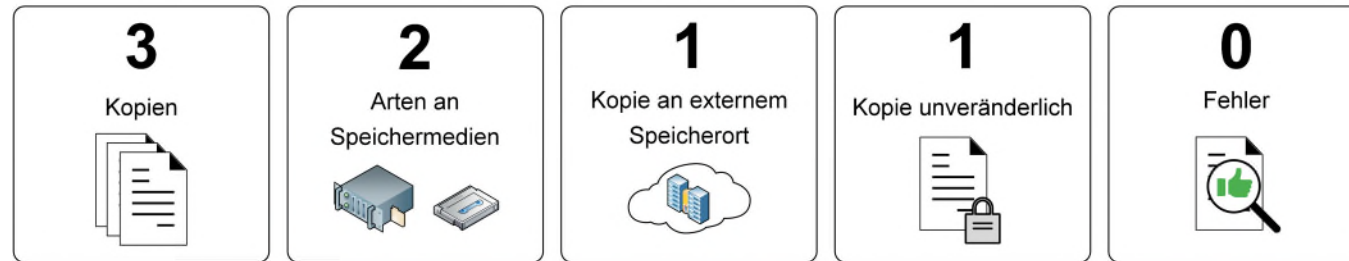 3
Kopien
2
Arten an
Speichermedien
1
Kopie an externem
Speicherort
1
Kopie unveränderlich
0
Fehler